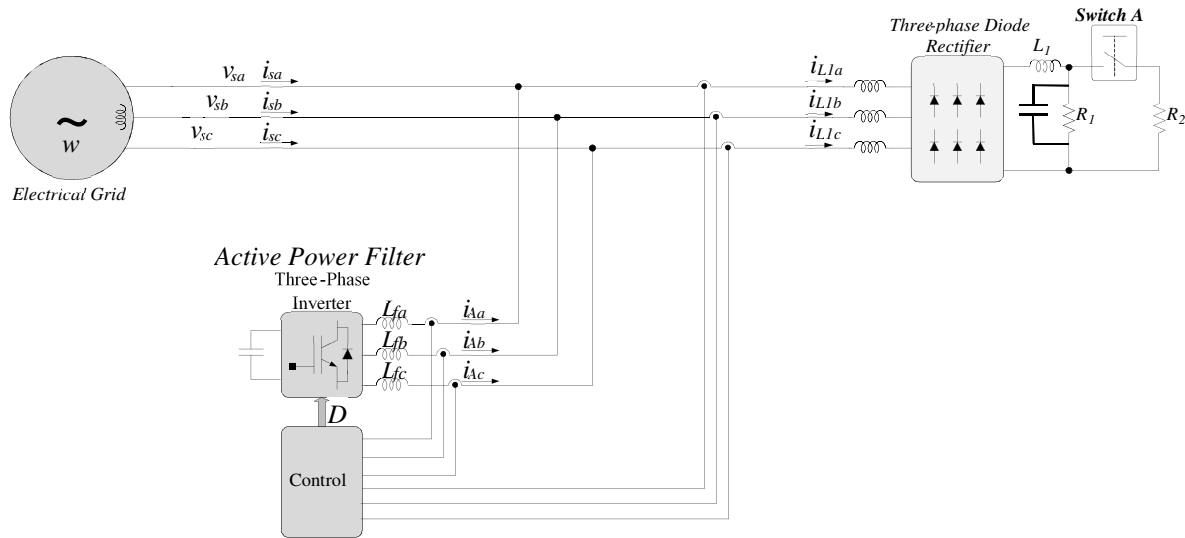 Switch A
Three-phase Diode
Rectifier
L1
vsa isa
iL1a
vsb isb
iL1b
R1
R2
~
w
vsc isc
iL1c
Electrical Grid
Active Power Filter
Three-Phase
Inverter
Lfa iAa
Lfb iAb
Lfc iAc
D
Control